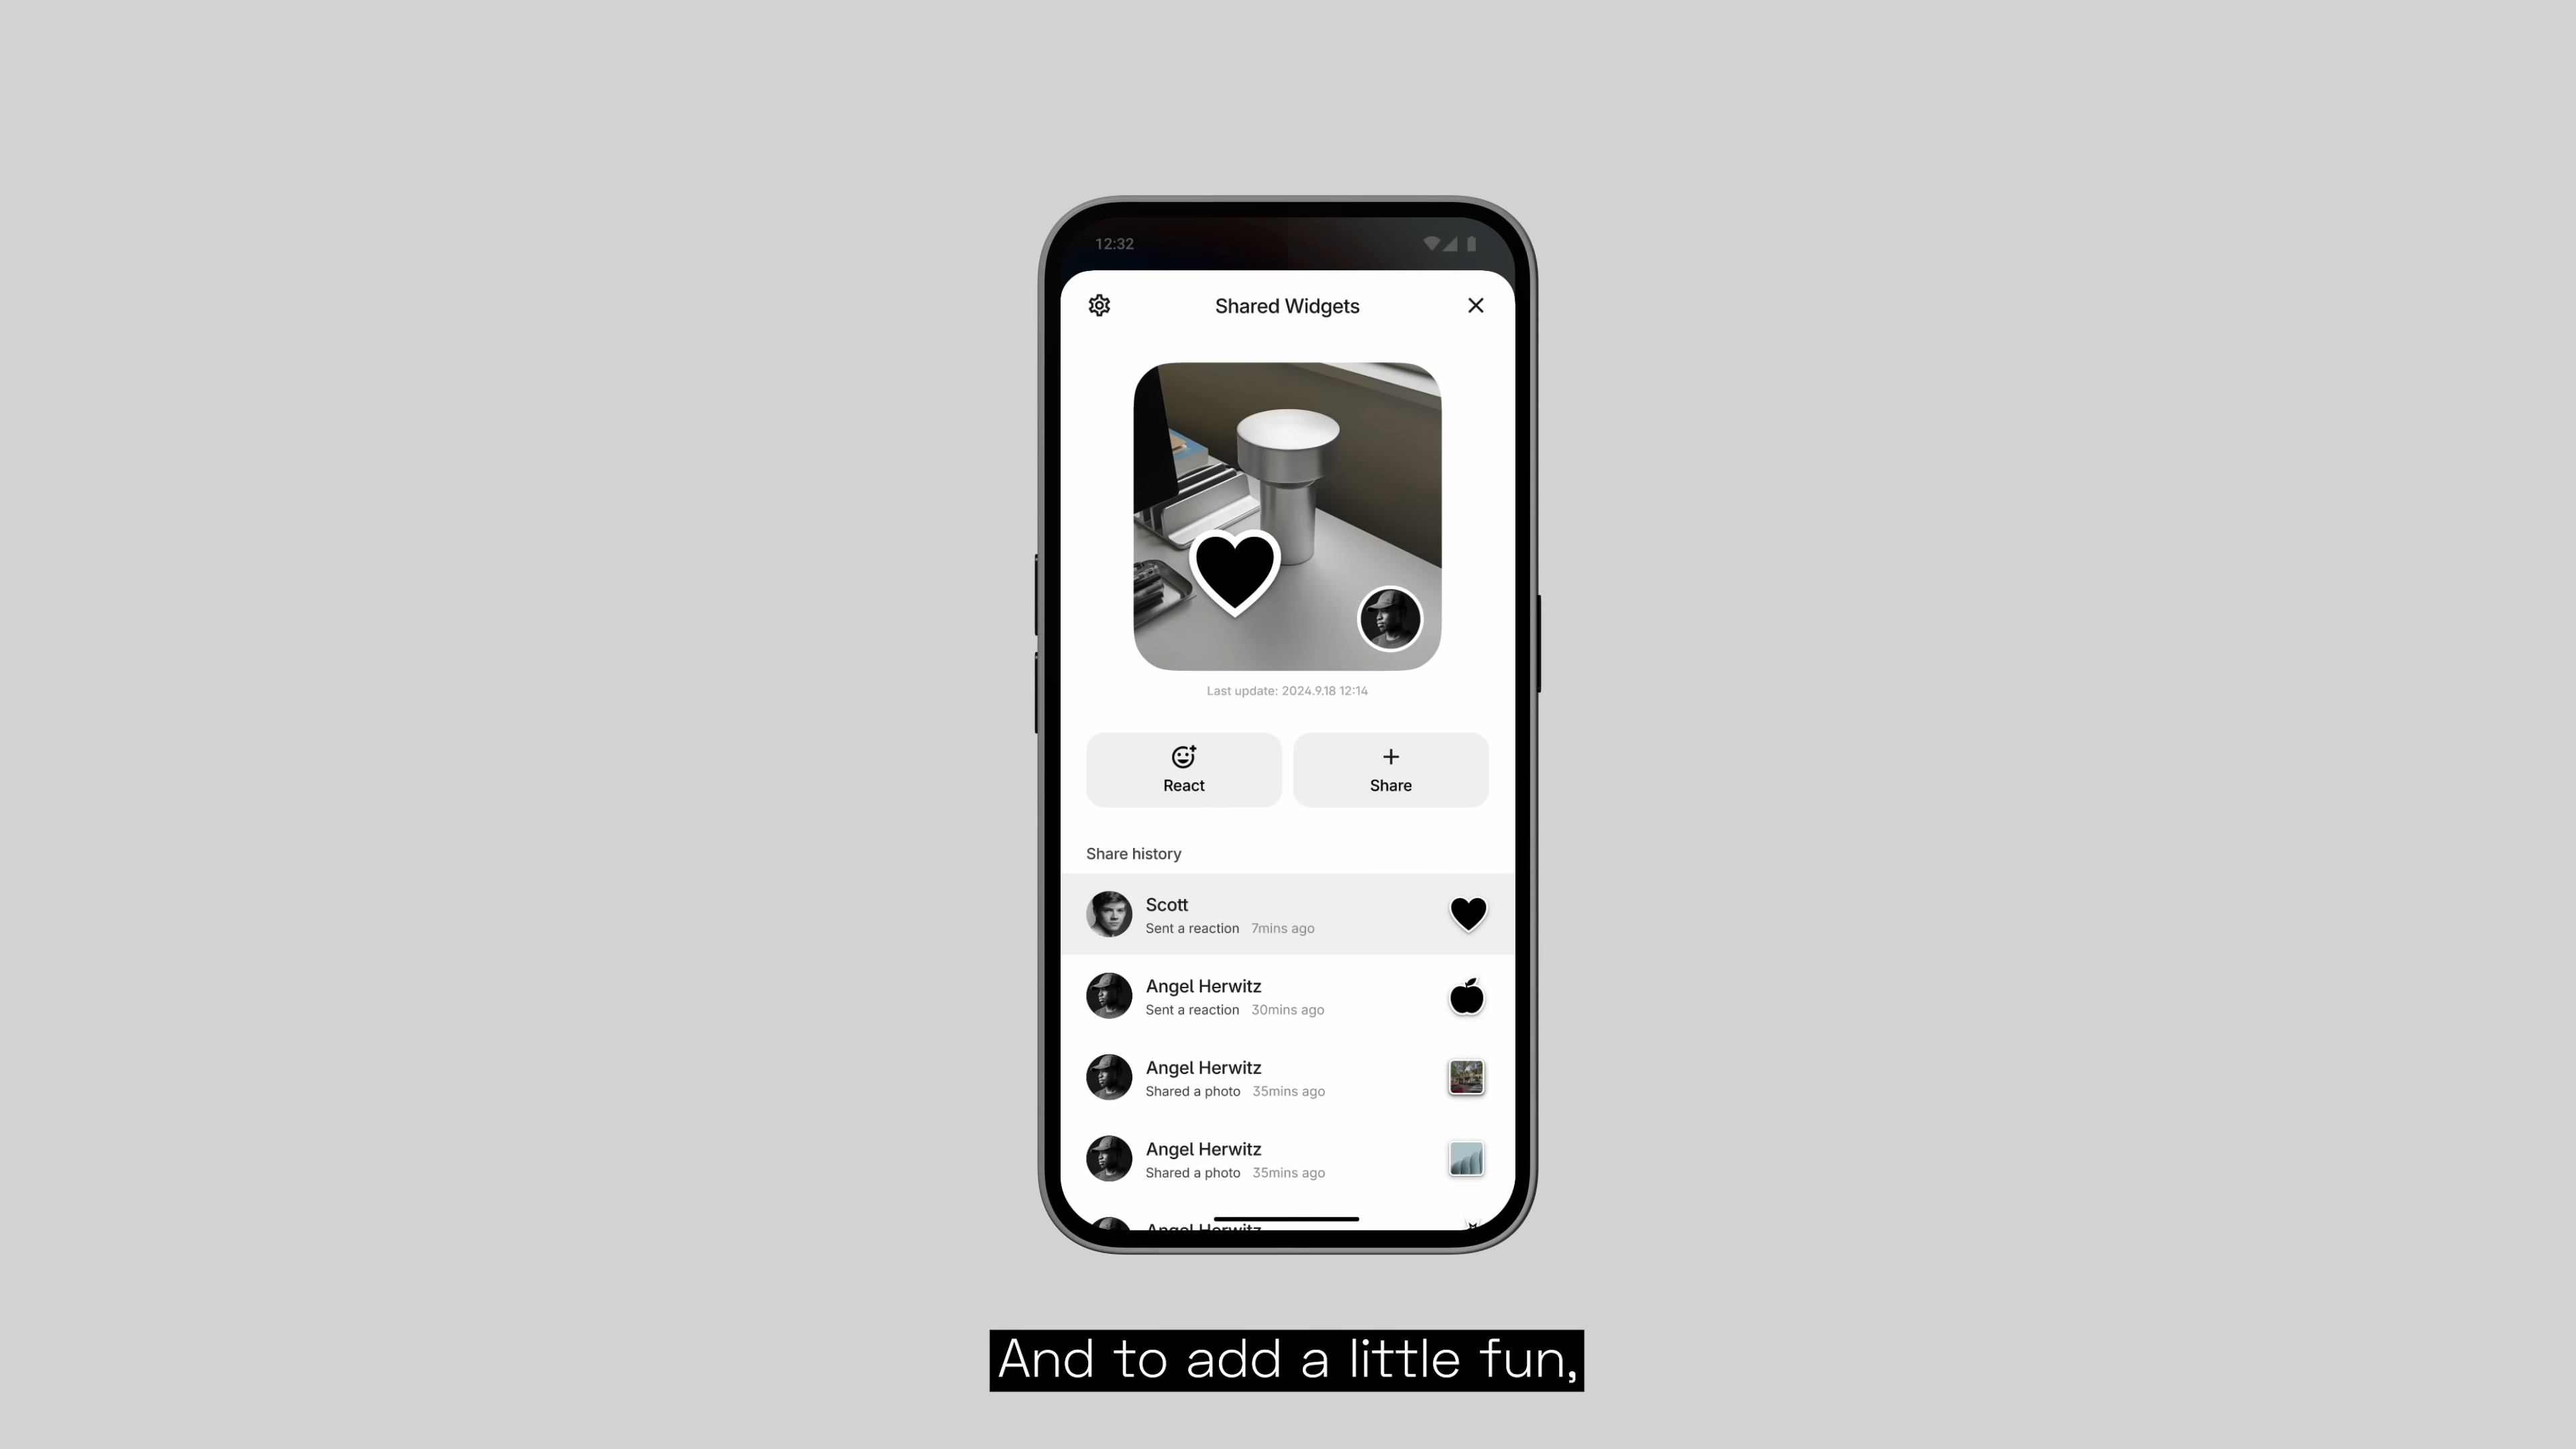 12:32
Shared Widgets
Last update: 2024.9.18 12:14
React
Share
Share history
Scott
Sent a reaction 7mins ago
Angel Herwitz
Sent a reaction 30mins ago
Angel Herwitz
Shared a photo 35mins ago
Angel Herwitz
Shared a photo 35mins ago
Angel Herwitz
And to add a little fun,